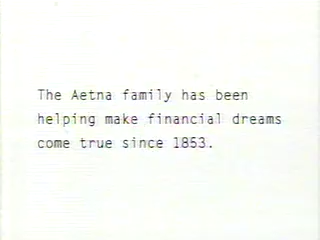 The Aetna family has been
helping make financial dreams
come true since 1853.